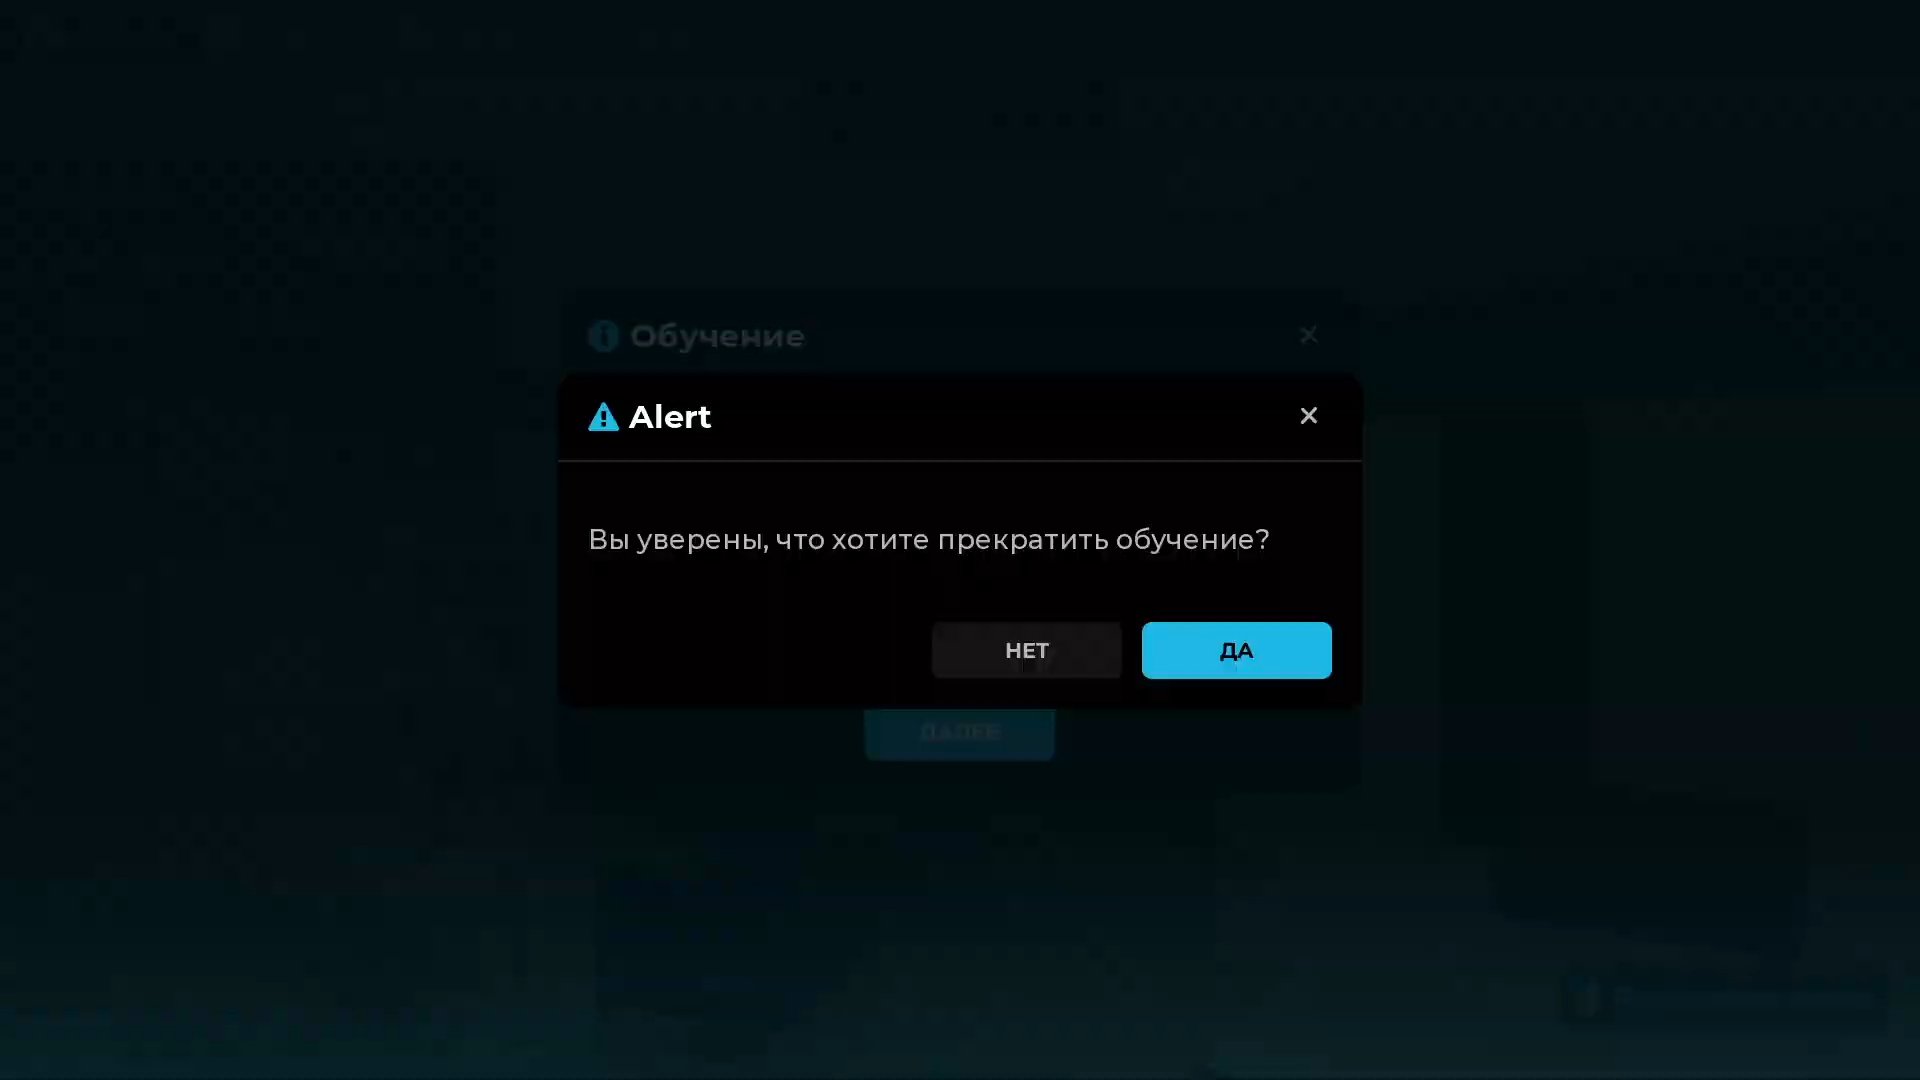 Обучение
Alert
Вы уверены, что хотите прекратить обучение?
НЕТ
ДА
ДАЛЕЕ